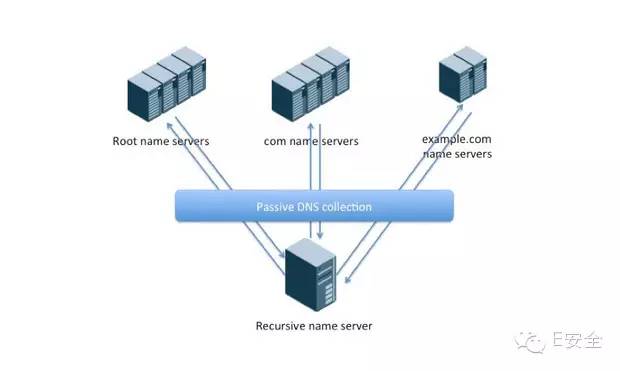 Root name servers
com name servers
example.com
name servers
Passive DNS collection
Recursive name server
E安全